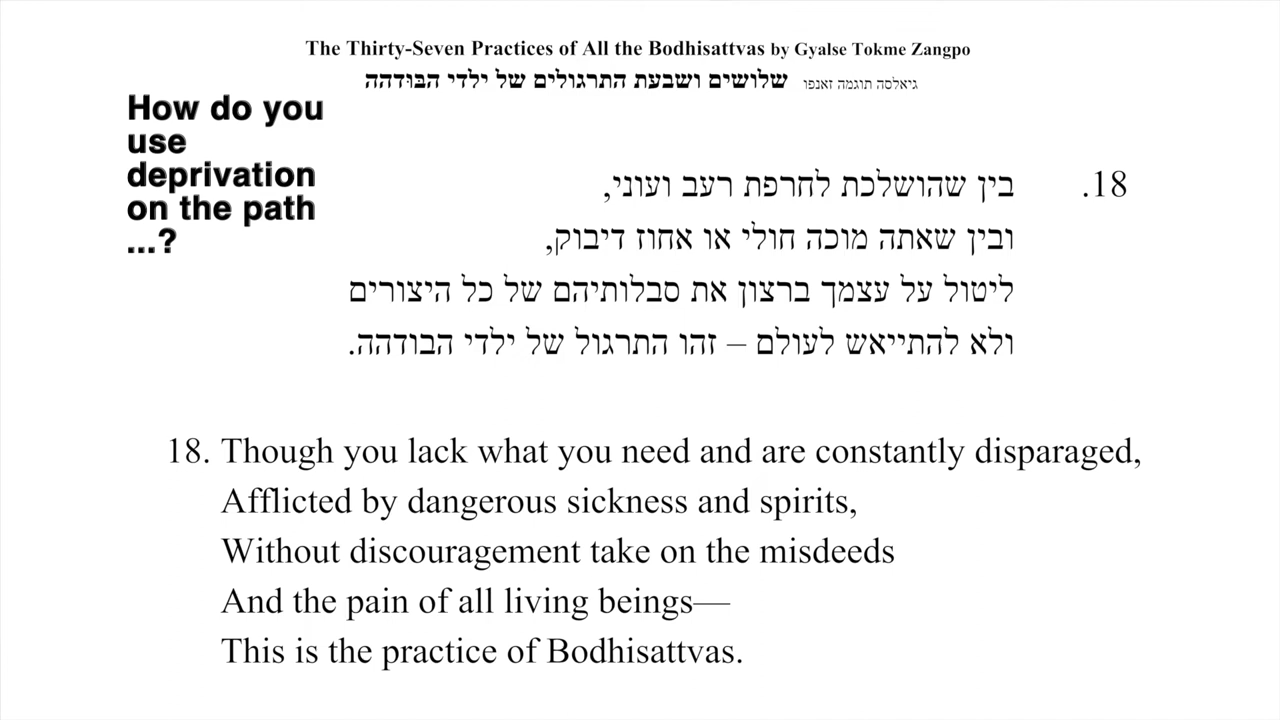 The Thirty-Seven Practices of All the Bodhisattvas by Gyalse Tokme Zangpo
שלושים ושבעת התרגולים של ילדי הבּוּדהה גיאלסה תוגמה זאנפו
How do you
use
deprivation
on the path
...?
18. בין שהושלכת לחרפת רעב ועוני,
ובין שאתה מוכה חולי או אחוז דיבוק,
ליטול על עצמך ברצון את סבלותיהם של כל היצורים
ולא להתייאש לעולם – זהו התרגול של ילדי הבודהה.
18. Though you lack what you need and are constantly disparaged,
Afflicted by dangerous sickness and spirits,
Without discouragement take on the misdeeds
And the pain of all living beings—
This is the practice of Bodhisattvas.